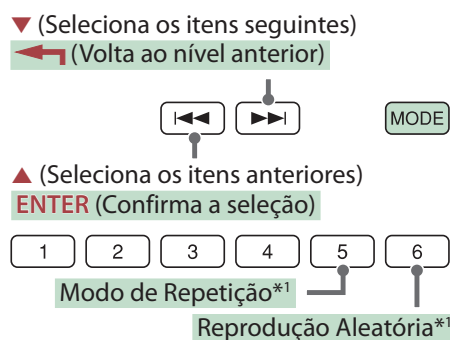 ▼ (Seleciona os itens seguintes)
(Volta ao nível anterior)
MODE
▲ (Seleciona os itens anteriores)
ENTER (Confirma a seleção)
1 2 3 4 5 6
Modo de Repetição*1
Reprodução Aleatória*1